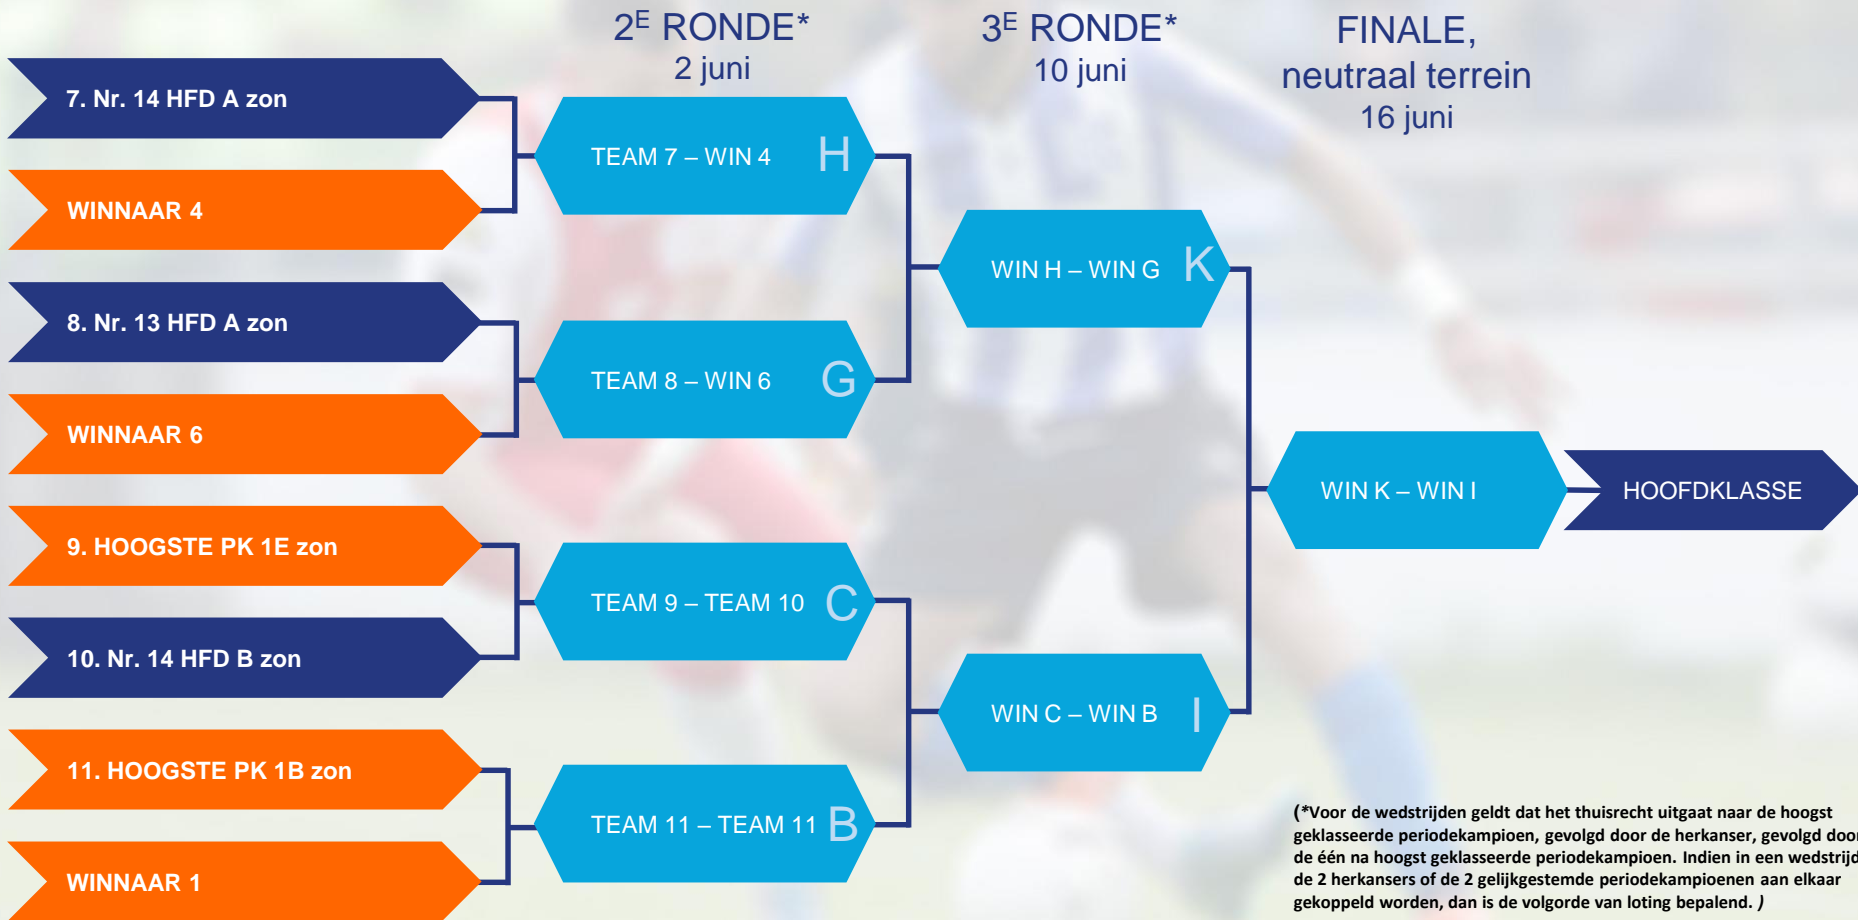 2E RONDE*
2 juni
3E RONDE*
10 juni
FINALE,
neutraal terrein
16 juni
7. Nr. 14 HFD A zon
WINNAAR 4
8. Nr. 13 HFD A zon
WINNAAR 6
9. HOOGSTE PK 1E zon
10. Nr. 14 HFD B zon
11. HOOGSTE PK 1B zon
WINNAAR 1
TEAM 7 – WIN 4 H
TEAM 8 – WIN 6 G
TEAM 9 – TEAM 10 C
TEAM 11 – TEAM 11 B
WIN H – WIN G K
WIN C – WIN B I
WIN K – WIN I
HOOFDKLASSE
(*Voor de wedstrijden geldt dat het thuisrecht uitgaat naar de hoogst
geklasseerde periodekampioen, gevolgd door de herkanser, gevolgd door
de één na hoogst geklasseerde periodekampioen. Indien in een wedstrijd
de 2 herkansers of de 2 gelijkgestemde periodekampioenen aan elkaar
gekoppeld worden, dan is de volgorde van loting bepalend. )